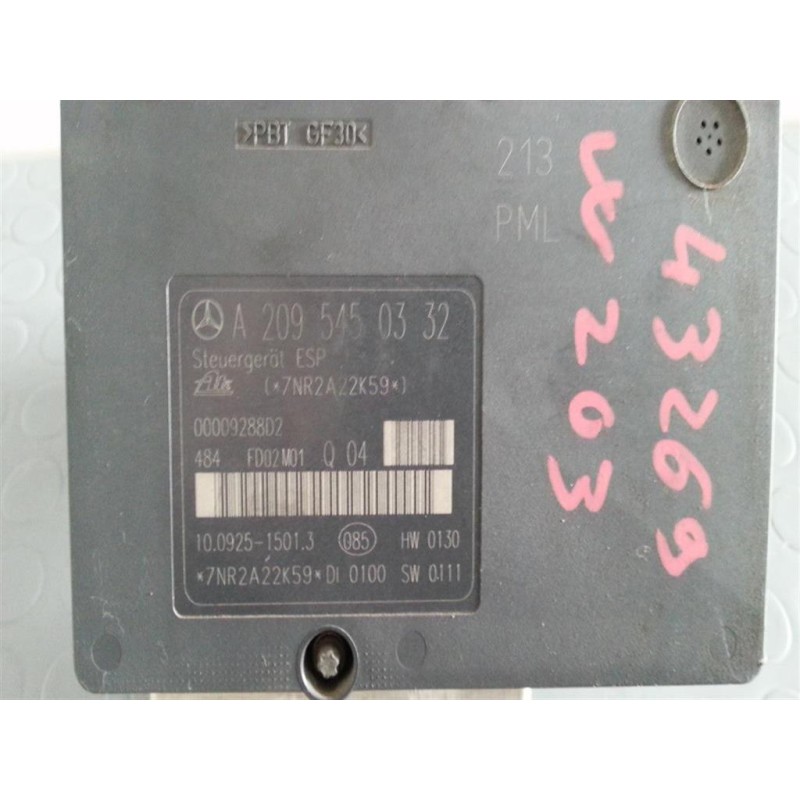 >PBT GF30<
213
PML
A 209 545 03 32
Steuergerät ESP
Ate (*7NR2A22K59*)
00009288D2
484 FD02M01 Q 04
10.0925-1501.3 085 HW 0130
*7NR2A22K59*DI 0100 SW 0111
W 203
43269